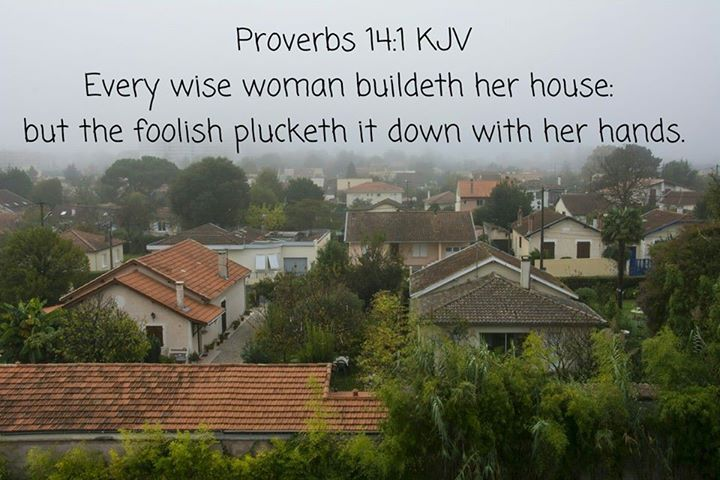 Proverbs 14:1 KJV
Every wise woman buildeth her house:
but the foolish plucketh it down with her hands.